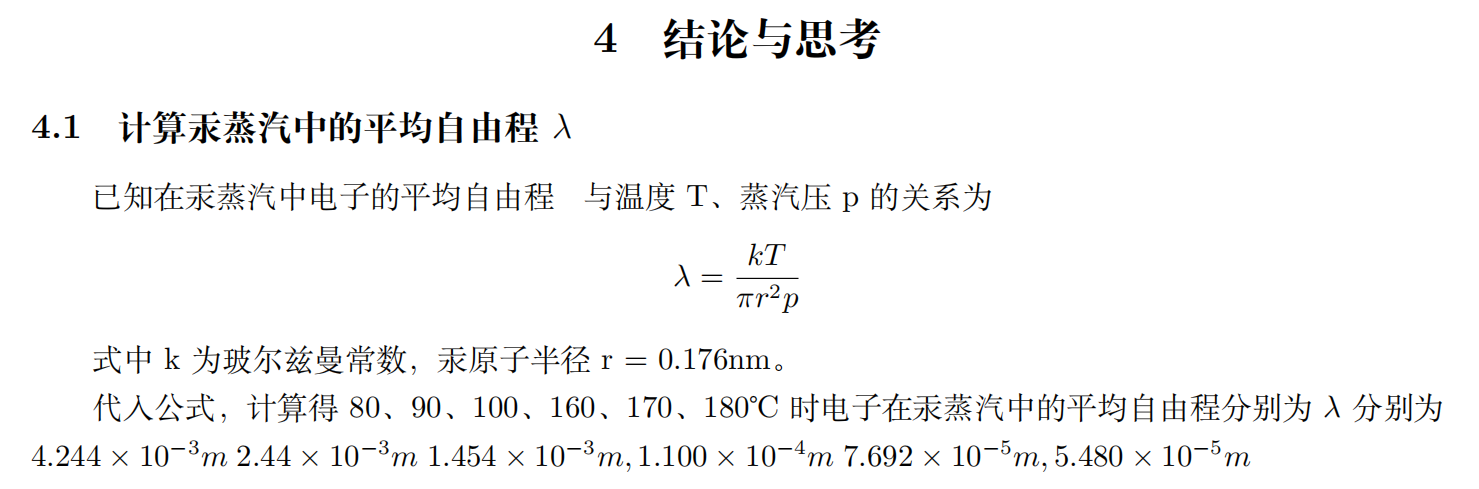 4 结论与思考
4.1 计算汞蒸汽中的平均自由程 λ
已知在汞蒸汽中电子的平均自由程 与温度 T、蒸汽压 p 的关系为
λ = \frac{kT}{πr^2p}
式中 k 为玻尔兹曼常数，汞原子半径 r = 0.176nm。
代入公式，计算得 80、90、100、160、170、180℃ 时电子在汞蒸汽中的平均自由程分别为 λ 分别为
4.244 × 10⁻³m 2.44 × 10⁻³m 1.454 × 10⁻³m, 1.100 × 10⁻⁴m 7.692 × 10⁻⁵m, 5.480 × 10⁻⁵m